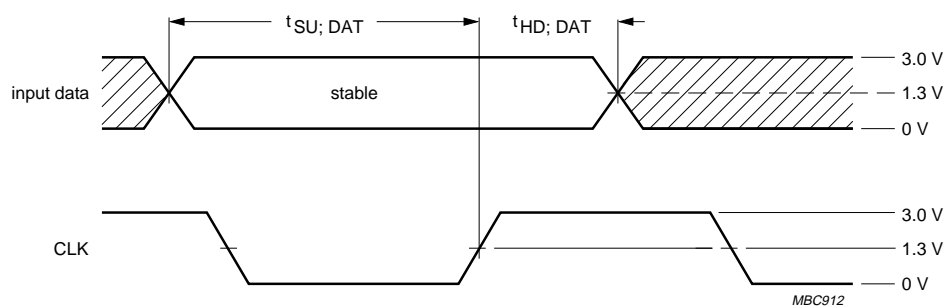 t SU; DAT
t HD; DAT
3.0 V
input data
stable
1.3 V
0 V
3.0 V
CLK
1.3 V
0 V
MBC912